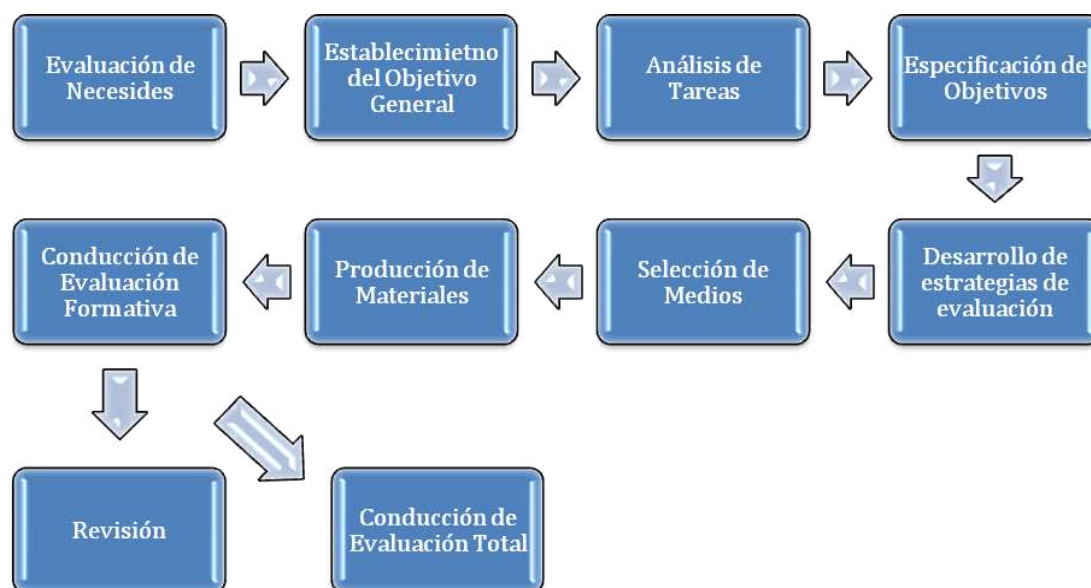 Evaluación de
Necesides
Establecimietno
del Objetivo
General
Análisis de
Tareas
Especificación de
Objetivos
Desarrollo de
estrategias de
evaluación
Selección de
Medios
Producción de
Materiales
Conducción de
Evaluación
Formativa
Revisión
Conducción de
Evaluación Total